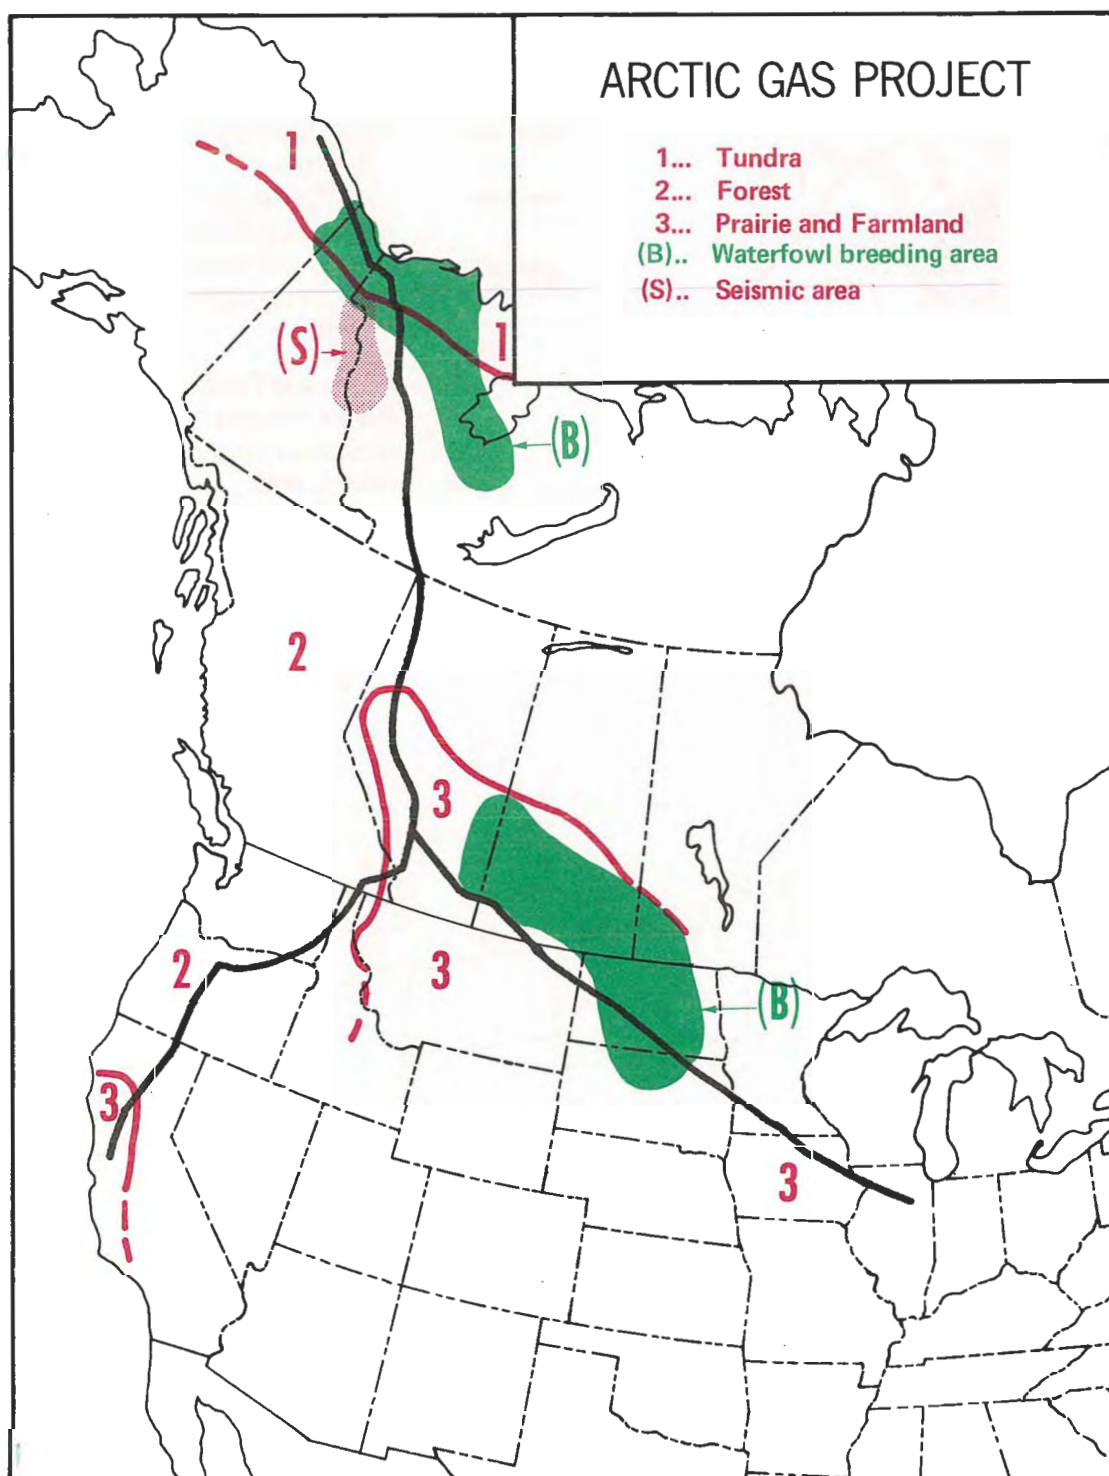 ARCTIC GAS PROJECT
1... Tundra
2... Forest
3... Prairie and Farmland
(B).. Waterfowl breeding area
(S).. Seismic area
1
(S)
1
(B)
2
3
2
3
(B)
3
3